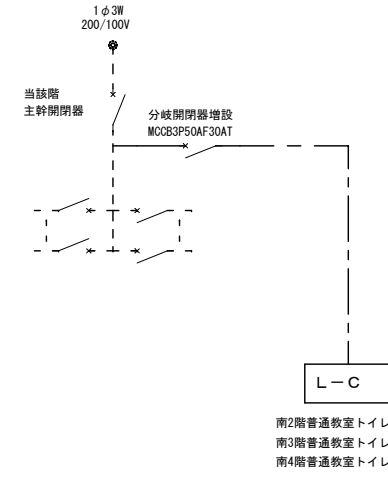 1φ3W
200/100V
当該階
主幹開閉器
分岐開閉器増設
MCCB3P50AF30AT
L－C
南2階普通教室トイレ
南3階普通教室トイレ
南4階普通教室トイレ